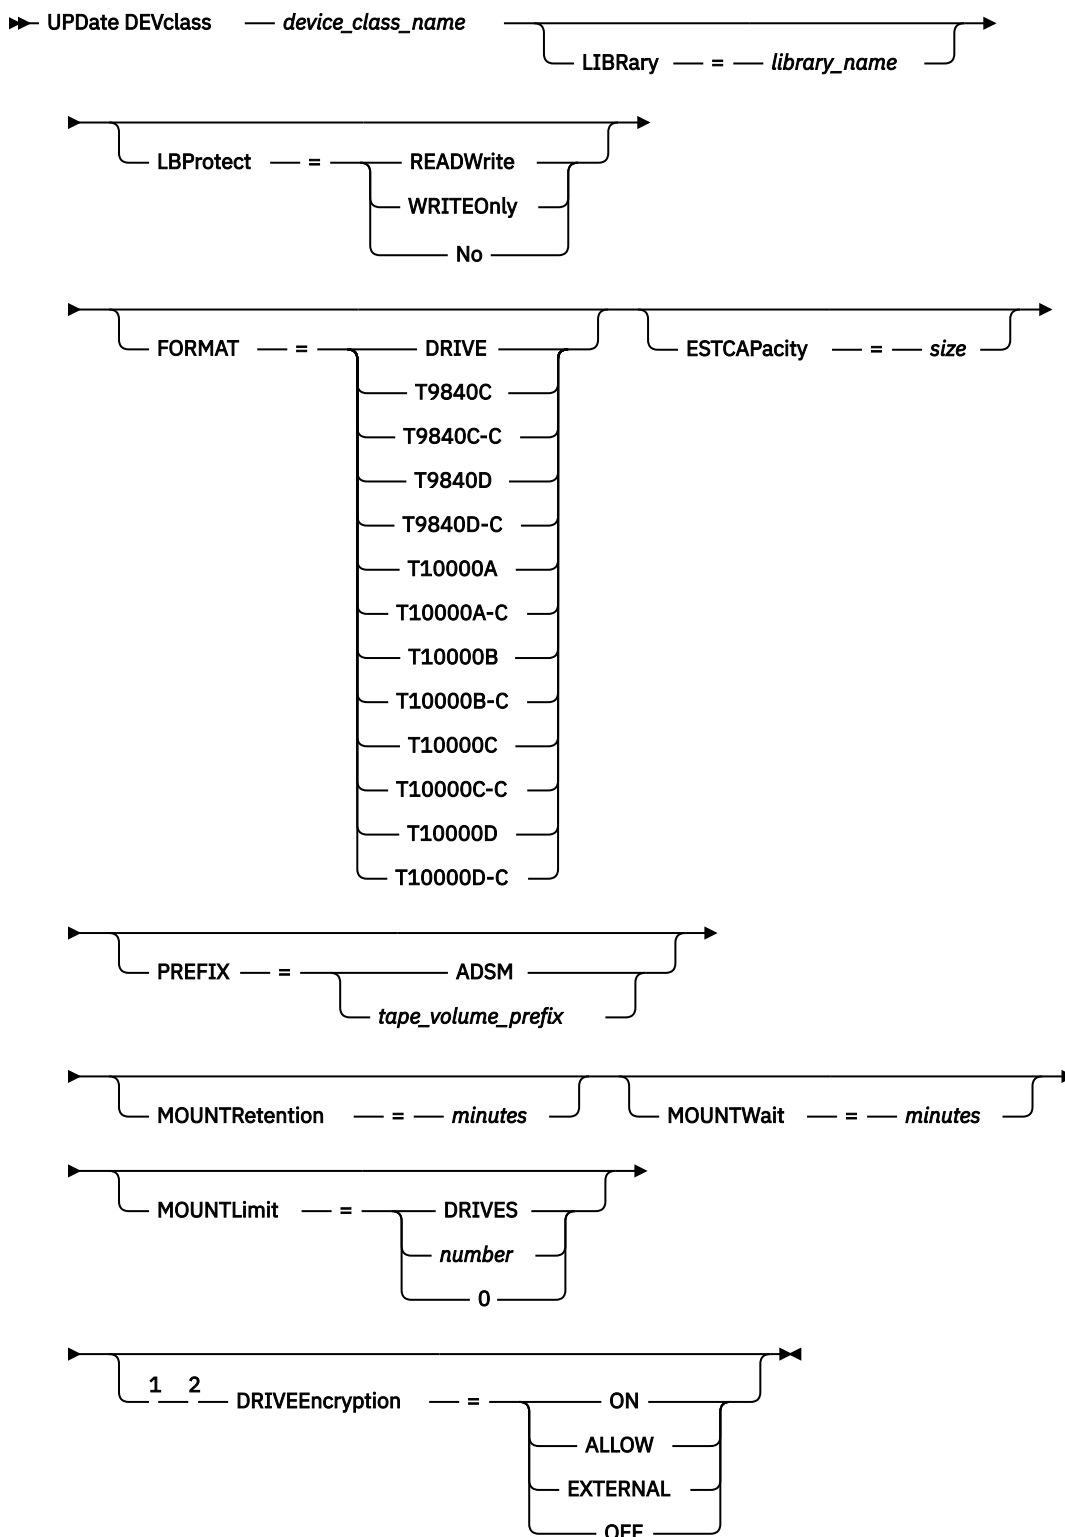 UPDate DEVclass device_class_name
LIBRary = library_name
LBProtect = READWrite
WRITEOnly
No
FORMAT = DRIVE ESTCAPacity = size
T9840C
T9840C-C
T9840D
T9840D-C
T10000A
T10000A-C
T10000B
T10000B-C
T10000C
T10000C-C
T10000D
T10000D-C
PREFIX = ADSM
tape_volume_prefix
MOUNTRetention = minutes MOUNTWait = minutes
MOUNTLimit = DRIVES
number
0
1 2 DRIVEEncryption = ON
ALLOW
EXTERNAL
OFF